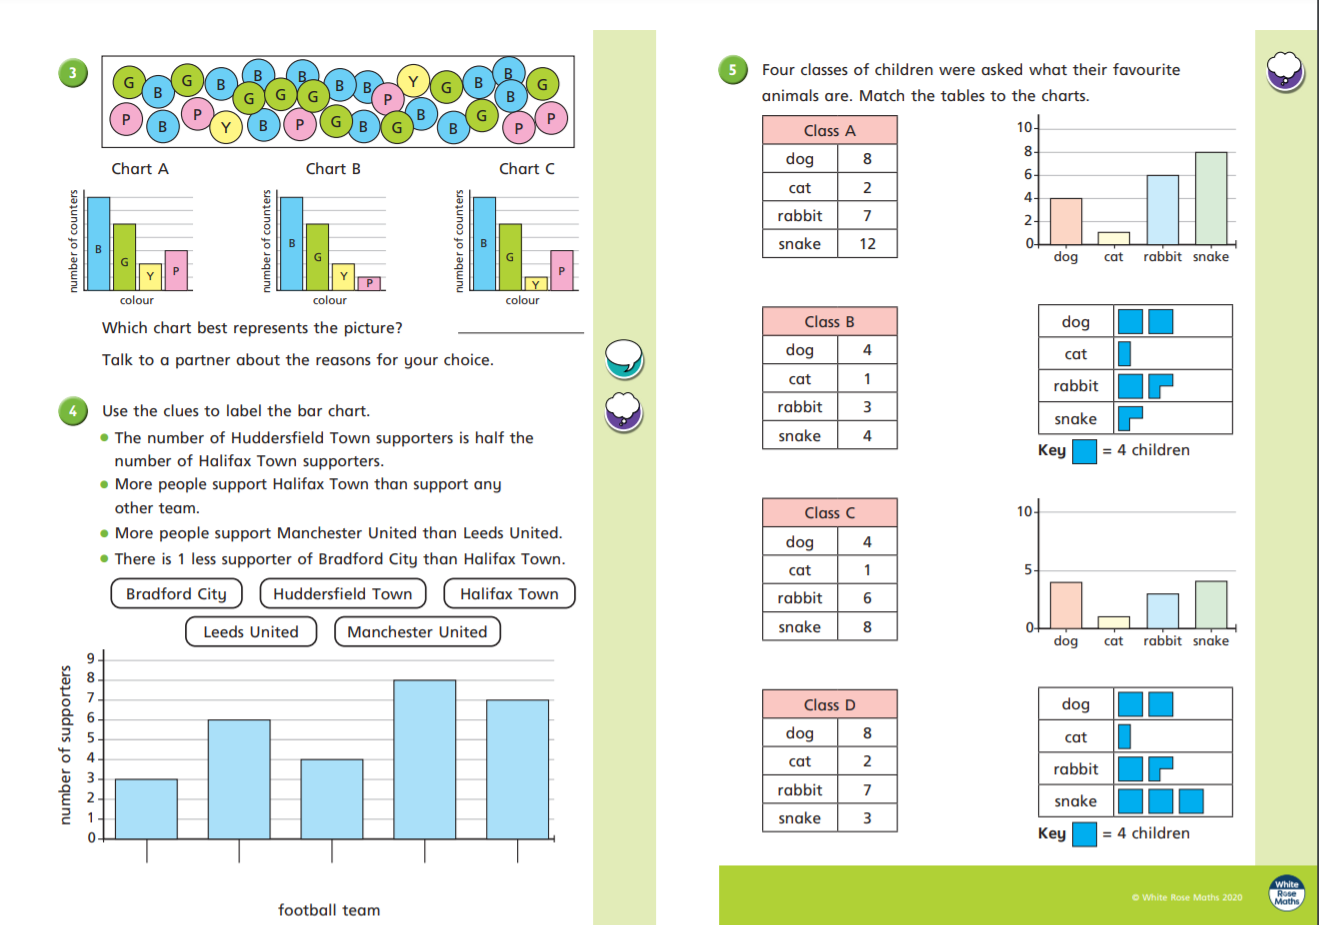 3
G B G B B B B B Y G B B G
G G G P B
P B P Y B P G B G B B G P P
Chart A Chart B Chart C
number of counters
B G Y P
colour
number of counters
B G Y P
colour
number of counters
B G Y P
colour
Which chart best represents the picture?
Talk to a partner about the reasons for your choice.
4
Use the clues to label the bar chart.
The number of Huddersfield Town supporters is half the
number of Halifax Town supporters.
More people support Halifax Town than support any
other team.
More people support Manchester United than Leeds United.
There is 1 less supporter of Bradford City than Halifax Town.
Bradford City Huddersfield Town Halifax Town
Leeds United Manchester United
number of supporters
9
8
7
6
5
4
3
2
1
0
football team
5
Four classes of children were asked what their favourite
animals are. Match the tables to the charts.
Class A
dog 8
cat 2
rabbit 7
snake 12
10
8
6
4
2
0
dog cat rabbit snake
Class B
dog 4
cat 1
rabbit 3
snake 4
dog
cat
rabbit
snake
Key = 4 children
Class C
dog 4
cat 1
rabbit 6
snake 8
10
5
0
dog cat rabbit snake
Class D
dog 8
cat 2
rabbit 7
snake 3
dog
cat
rabbit
snake
Key = 4 children
© White Rose Maths 2020
White
Rose
Maths